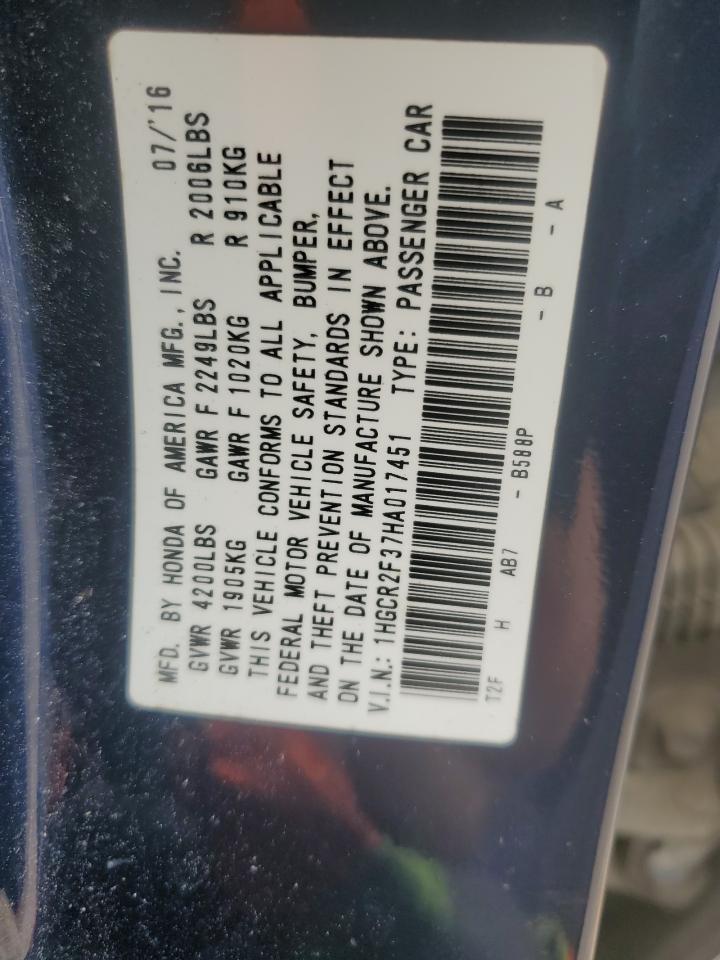 MFD. BY HONDA OF AMERICA MFG., INC. 07/'16
GVWR 4200LBS GAWR F 2249LBS R 2006LBS
GVWR 1905KG GAWR F 1020KG R 910KG
THIS VEHICLE CONFORMS TO ALL APPLICABLE
FEDERAL MOTOR VEHICLE SAFETY, BUMPER,
AND THEFT PREVENTION STANDARDS IN EFFECT
ON THE DATE OF MANUFACTURE SHOWN ABOVE.
V.I.N.: 1HGCR2F37HA017451 TYPE: PASSENGER CAR
T2F H AB7 - B588P - B - A